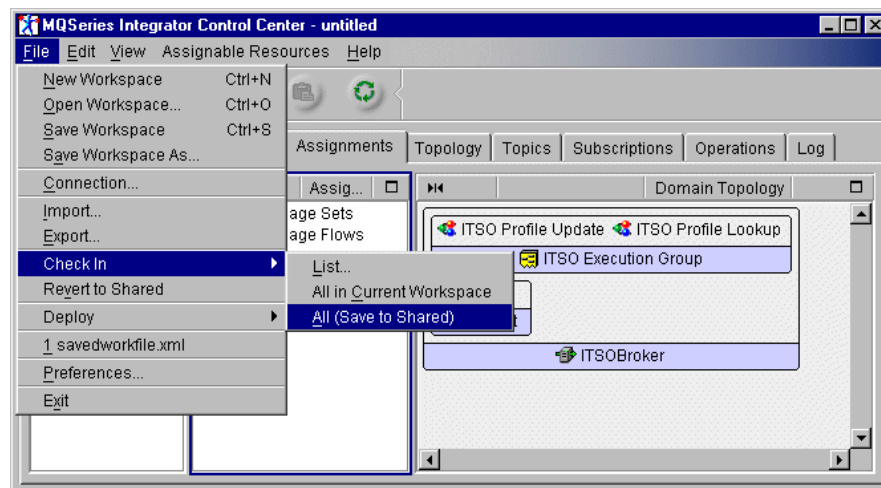 MQSeries Integrator Control Center - untitled
File Edit View Assignable Resources Help
New Workspace Ctrl+N
Open Workspace... Ctrl+O
Save Workspace Ctrl+S
Save Workspace As...
Connection...
Import...
Export...
Check In
Revert to Shared
Deploy
1 savedworkfile.xml
Preferences...
Exit
List...
All in Current Workspace
All (Save to Shared)
Assignments Topology Topics Subscriptions Operations Log
Assig...
age Sets
age Flows
Domain Topology
ITSO Profile Update ITSO Profile Lookup
ITSO Execution Group
ITSOBroker